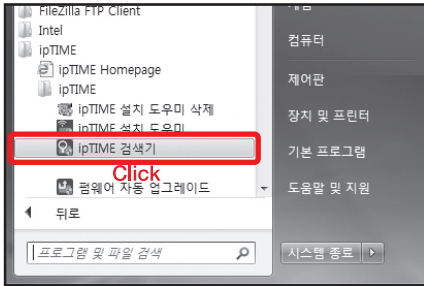 FileZilla FTP Client
Intel
ipTIME
ipTIME Homepage
ipTIME
ipTIME 설치 도우미 삭제
ipTIME 설치 도우미
ipTIME 검색기
Click
펌웨어 자동 업그레이드
뒤로
프로그램 및 파일 검색
컴퓨터
제어판
장치 및 프린터
기본 프로그램
도움말 및 지원
시스템 종료